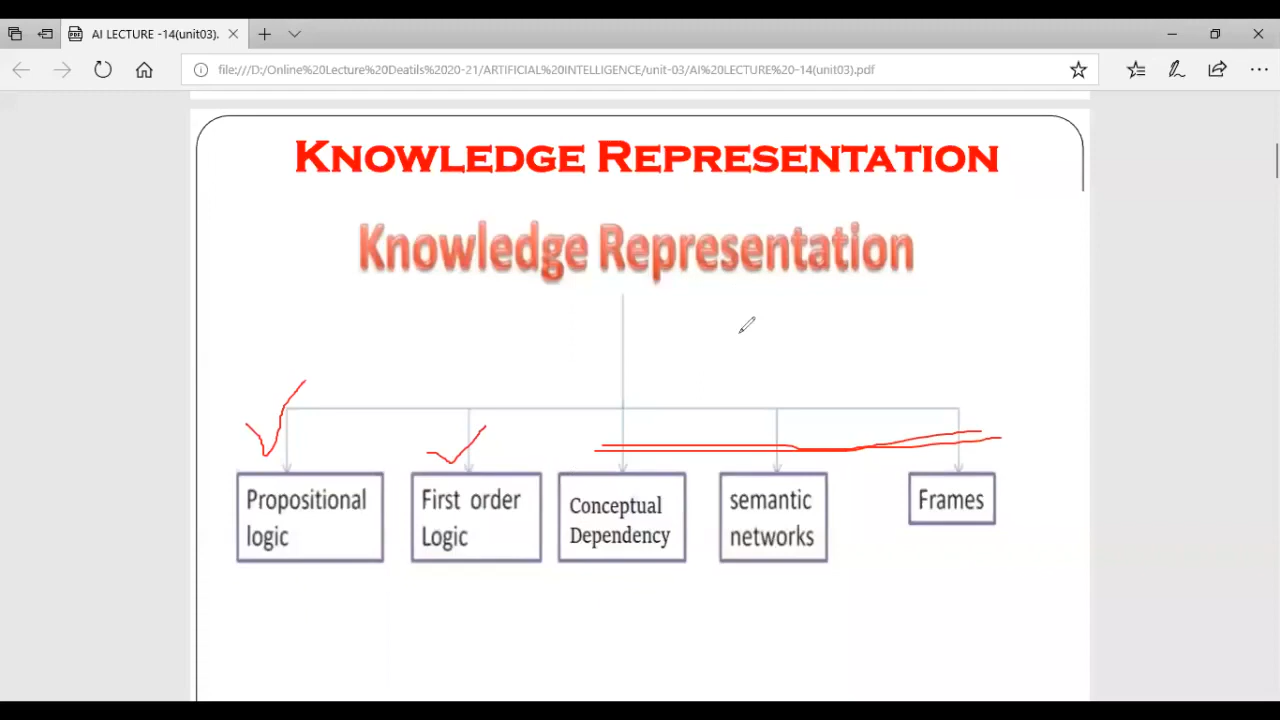 AI LECTURE -14(unit03).
file:///D:/Online%20Lecture%20Deatils%2020-21/ARTIFICIAL%20INTELLIGENCE/unit-03/AI%20LECTURE%20-14(unit03).pdf
KNOWLEDGE REPRESENTATION
Knowledge Representation
Propositional
logic
First order
Logic
Conceptual
Dependency
semantic
networks
Frames